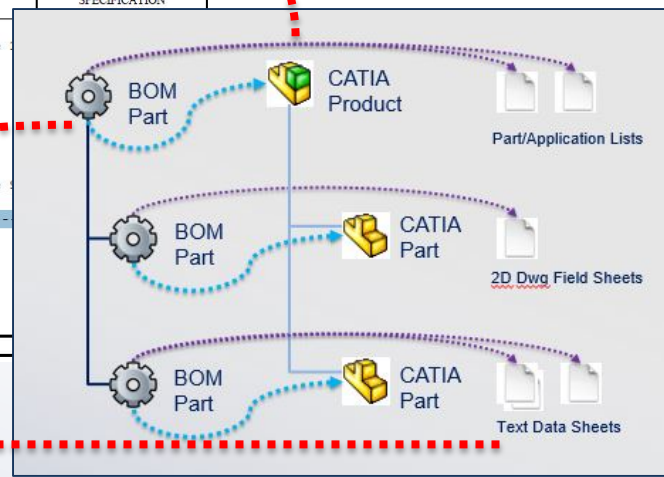 SPECIFICATION
BOM
Part
CATIA
Product
Part/Application Lists
BOM
Part
CATIA
Part
2D Dwg Field Sheets
BOM
Part
CATIA
Part
Text Data Sheets